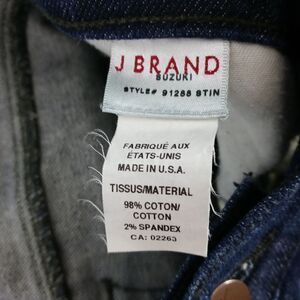 J BRAND
SUZUKI
STYLE# 91286 STIN
FABRIQUÉ AUX
ÉTATS-UNIS
MADE IN U.S.A.
TISSUS/MATERIAL
98% COTON/
COTTON
2% SPANDEX
CA: 02263